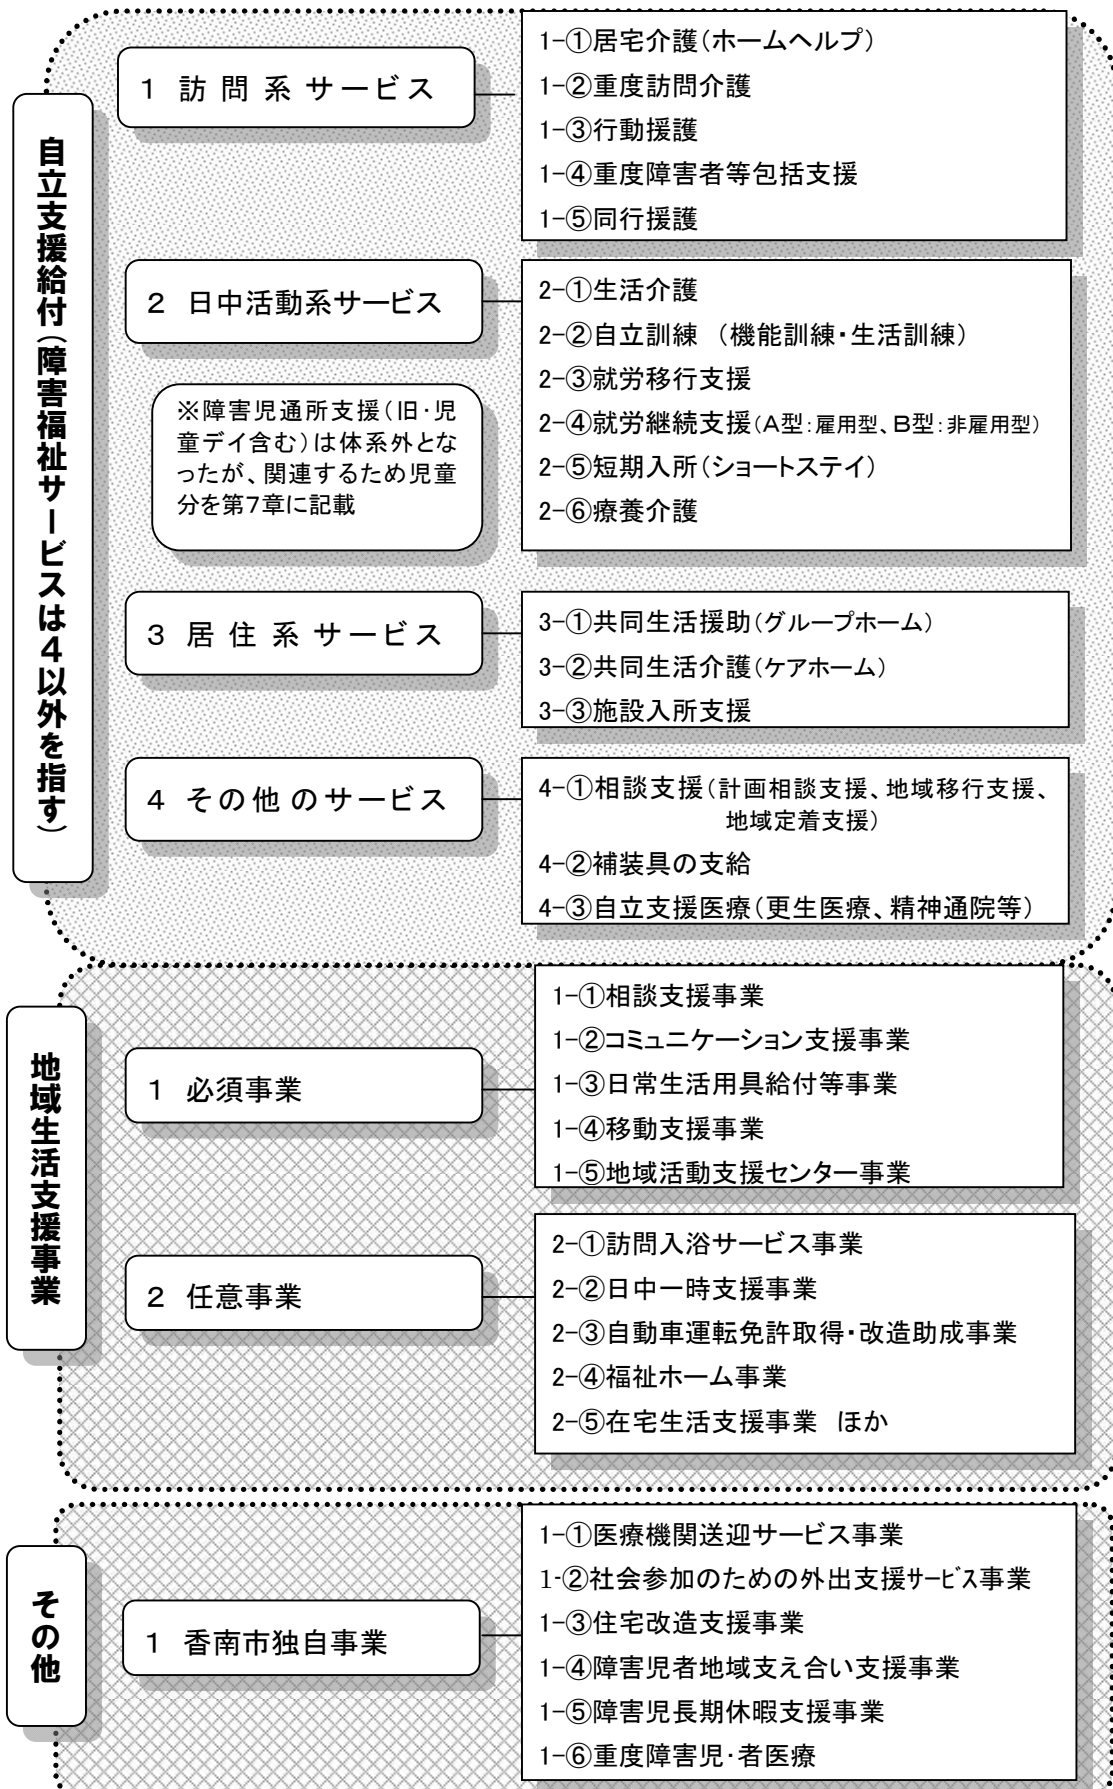 自立支援給付（障害福祉サービスは４以外を指す）
１ 訪 問 系 サービス
1-①居宅介護（ホームヘルプ）
1-②重度訪問介護
1-③行動援護
1-④重度障害者等包括支援
1-⑤同行援護
２ 日中活動系サービス
※障害児通所支援（旧・児
童デイ含む）は体系外とな
ったが、関連するため児童
分を第7章に記載
2-①生活介護
2-②自立訓練 （機能訓練・生活訓練）
2-③就労移行支援
2-④就労継続支援（A型：雇用型、B型：非雇用型）
2-⑤短期入所（ショートステイ）
2-⑥療養介護
３ 居 住 系 サービス
3-①共同生活援助（グループホーム）
3-②共同生活介護（ケアホーム）
3-③施設入所支援
４ その他 のサービス
4-①相談支援（計画相談支援、地域移行支援、
地域定着支援）
4-②補装具の支給
4-③自立支援医療（更生医療、精神通院等）
地域生活支援事業
１ 必須事業
1-①相談支援事業
1-②コミュニケーション支援事業
1-③日常生活用具給付等事業
1-④移動支援事業
1-⑤地域活動支援センター事業
２ 任意事業
2-①訪問入浴サービス事業
2-②日中一時支援事業
2-③自動車運転免許取得・改造助成事業
2-④福祉ホーム事業
2-⑤在宅生活支援事業 ほか
その他
１ 香南市独自事業
1-①医療機関送迎サービス事業
1-②社会参加のための外出支援ｻｰﾋﾞｽ事業
1-③住宅改造支援事業
1-④障害児者地域支え合い支援事業
1-⑤障害児長期休暇支援事業
1-⑥重度障害児・者医療